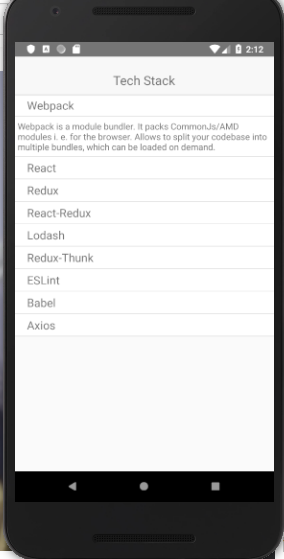 2:12
Tech Stack
Webpack
Webpack is a module bundler. It packs CommonJs/AMD
modules i. e. for the browser. Allows to split your codebase into
multiple bundles, which can be loaded on demand.
React
Redux
React-Redux
Lodash
Redux-Thunk
ESLint
Babel
Axios